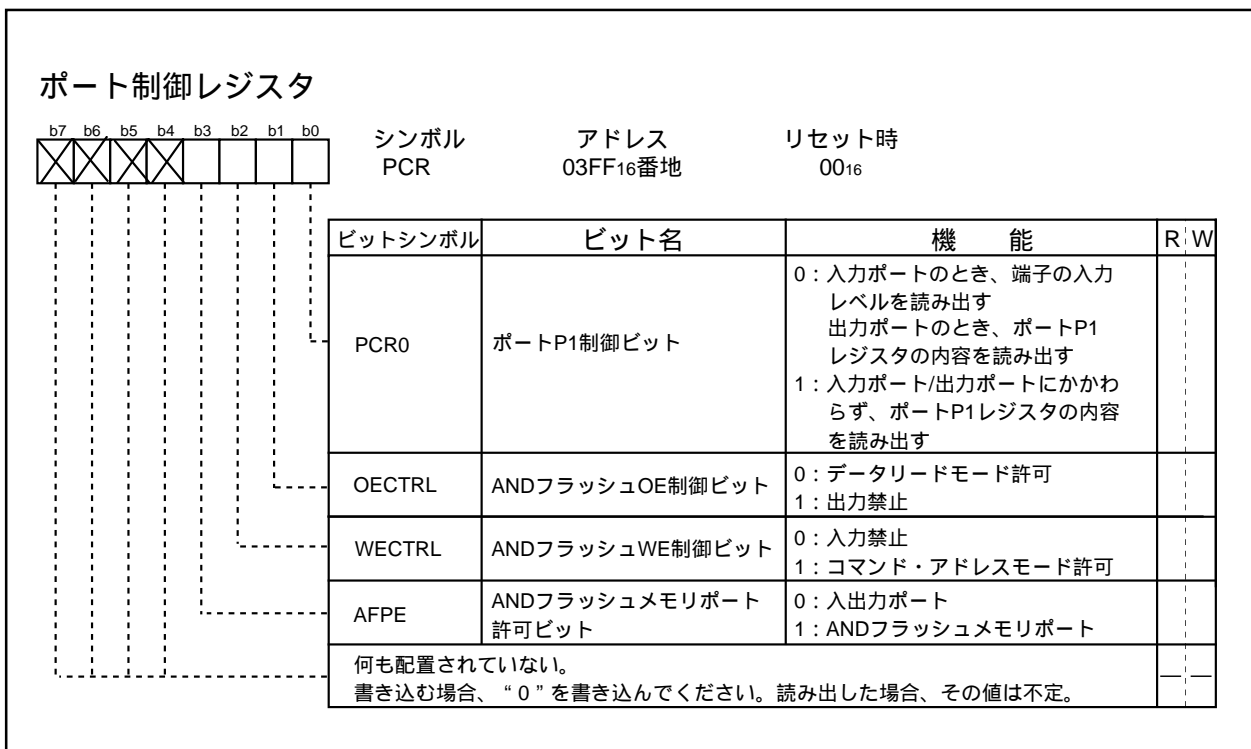 ポート制御レジスタ
b7 b6 b5 b4 b3 b2 b1 b0
シンボル アドレス リセット時
PCR 03FF16番地 0016
ビットシンボル ビット名 機 能 R W
PCR0 ポートP1制御ビット
0：入力ポートのとき、端子の入力
レベルを読み出す
出力ポートのとき、ポートP1
レジスタの内容を読み出す
1：入力ポート/出力ポートにかかわ
らず、ポートP1レジスタの内容
を読み出す
OECTRL ANDフラッシュOE制御ビット
0：データリードモード許可
1：出力禁止
WECTRL ANDフラッシュWE制御ビット
0：入力禁止
1：コマンド・アドレスモード許可
AFPE
ANDフラッシュメモリポート
許可ビット
0：入出力ポート
1：ANDフラッシュメモリポート
何も配置されていない。
書き込む場合、“0”を書き込んでください。読み出した場合、その値は不定。
— —